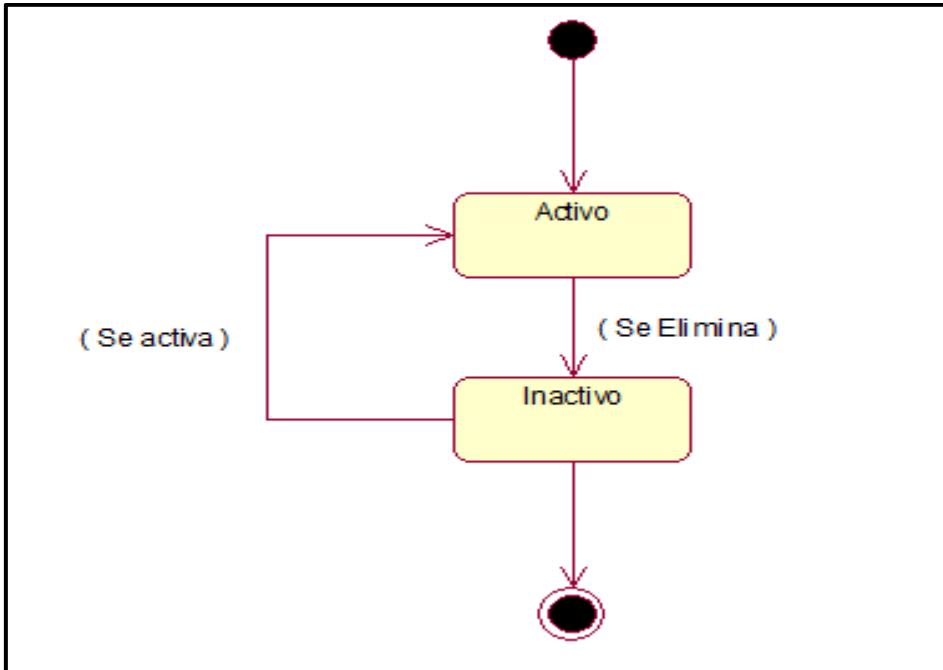 Activo
( Se activa )
( Se Elimina )
Inactivo